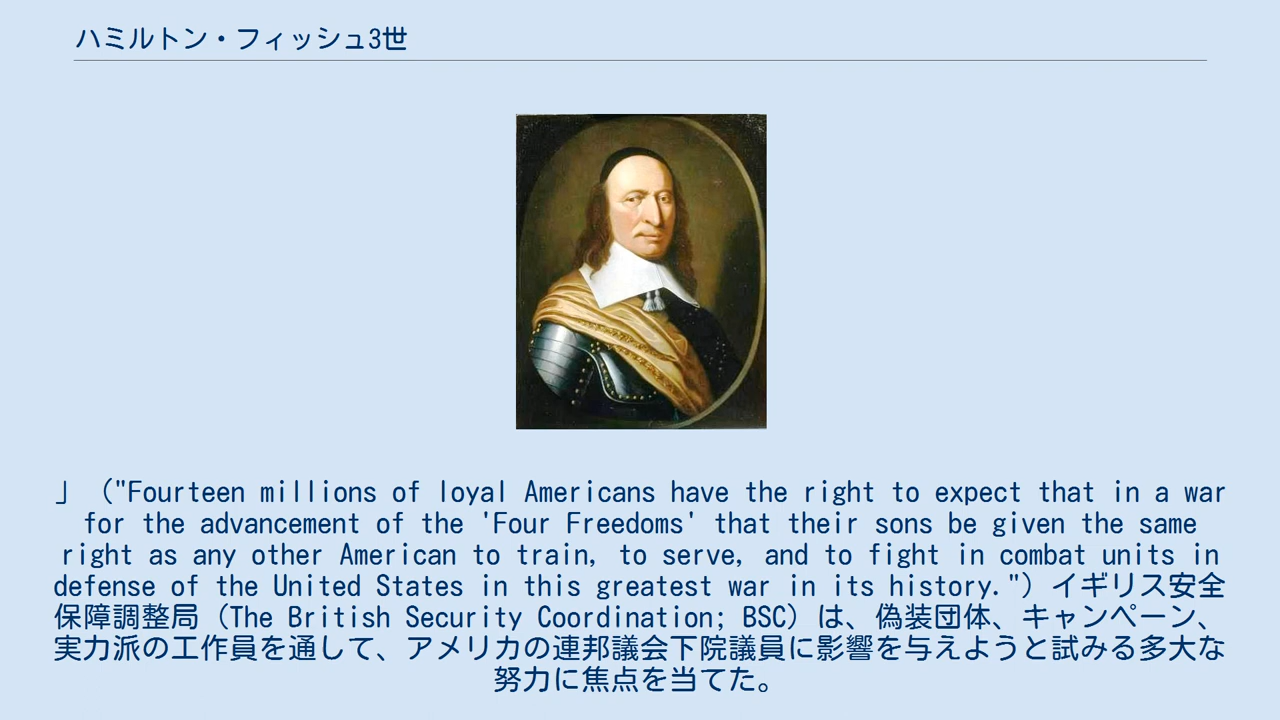 ハミルトン・フィッシュ3世
」（"Fourteen millions of loyal Americans have the right to expect that in a war
for the advancement of the 'Four Freedoms' that their sons be given the same
right as any other American to train, to serve, and to fight in combat units in
defense of the United States in this greatest war in its history."）イギリス安全
保障調整局（The British Security Coordination; BSC）は、偽装団体、キャンペーン、
実力派の工作員を通して、アメリカの連邦議会下院議員に影響を与えようと試みる多大な
努力に焦点を当てた。